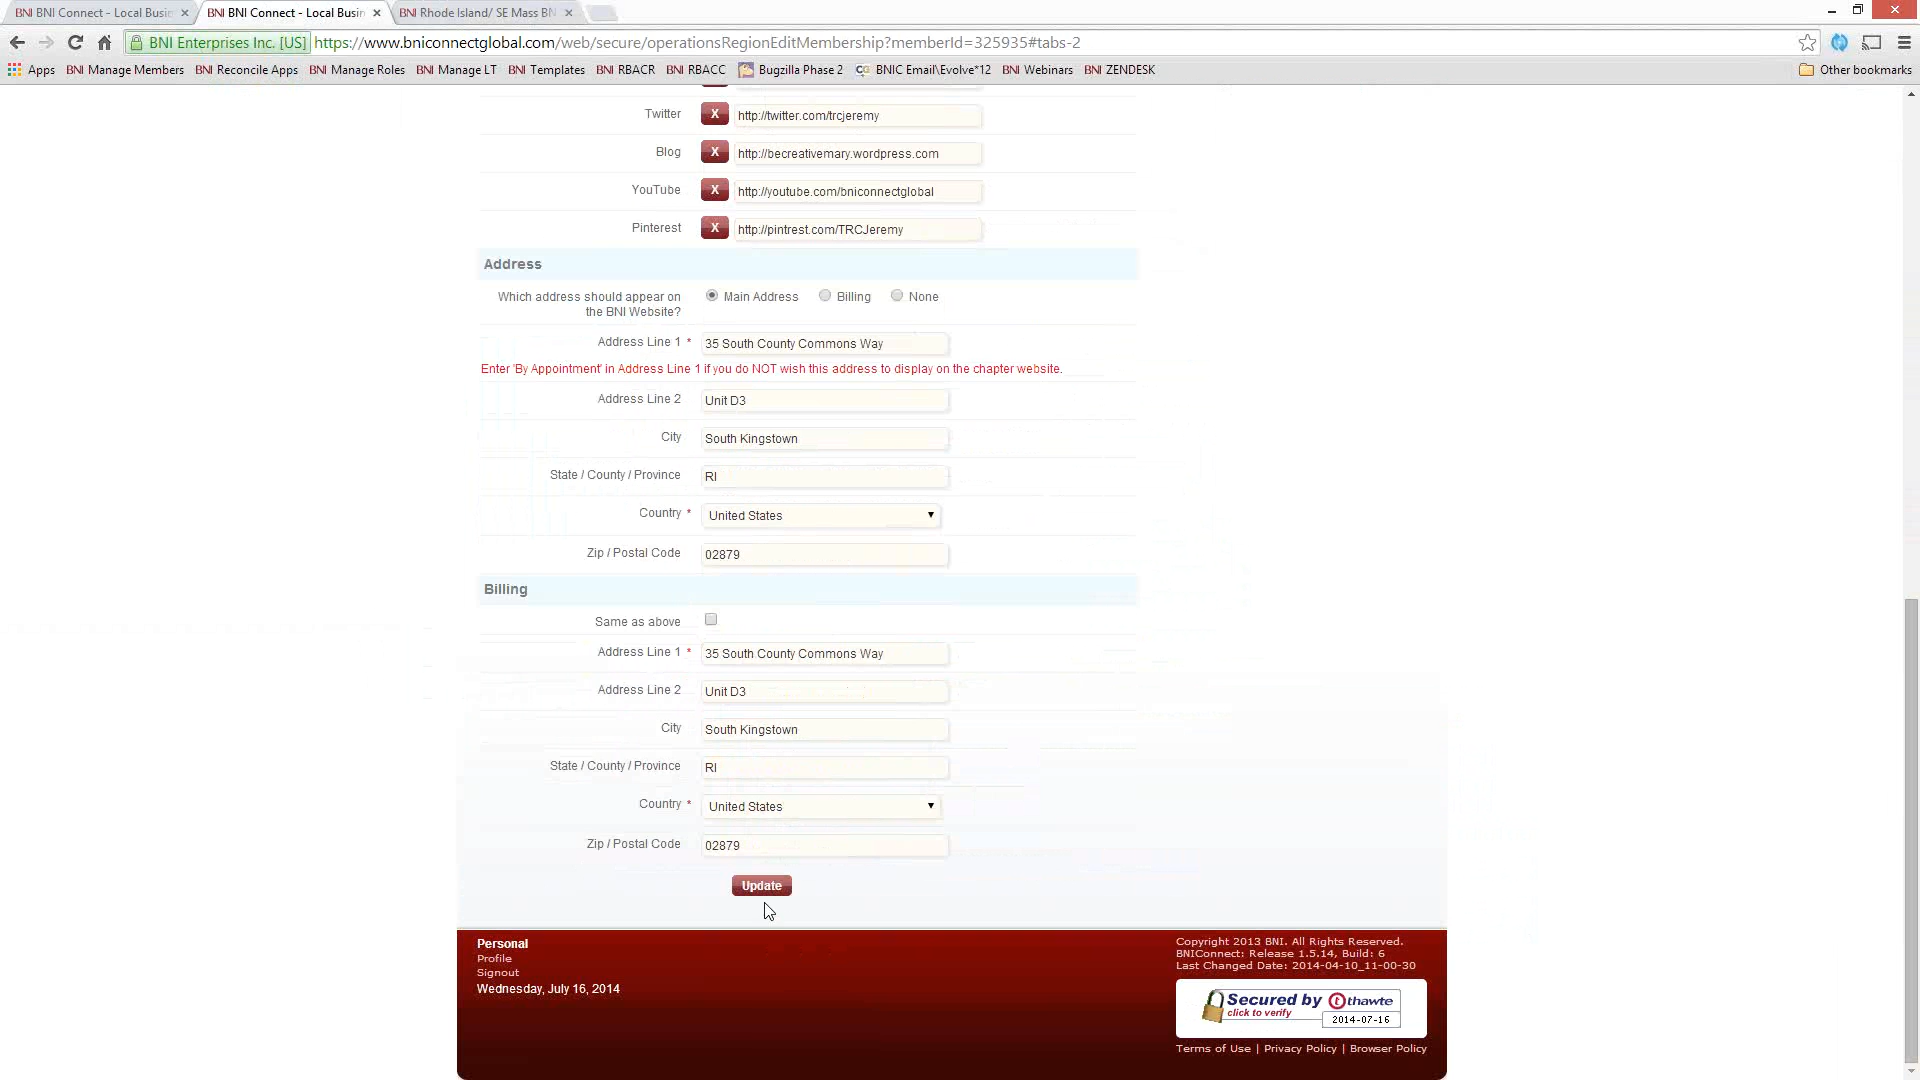 BNI BNI Connect - Local Busin
BNI BNI Connect - Local Busin
BNI Rhode Island/ SE Mass BN
BNI Enterprises Inc. [US] https://www.bniconnectglobal.com/web/secure/operationsRegionEditMembership?memberId=325935#tabs-2
Apps BNI BNI Manage Members BNI BNI Reconcile Apps BNI BNI Manage Roles BNI BNI Manage LT BNI BNI Templates BNI BNI RBACR BNI BNI RBACC Bugzilla Phase 2 BNIC Email\Evolve*12 BNI BNI Webinars BNI BNI ZENDESK Other bookmarks
Twitter X http://twitter.com/trcjeremy
Blog X http://becreativemary.wordpress.com
YouTube X http://youtube.com/bniconnectglobal
Pinterest X http://pintrest.com/TRCJeremy
Address
Which address should appear on the BNI Website? Main Address Billing None
Address Line 1 * 35 South County Commons Way
Enter 'By Appointment' in Address Line 1 if you do NOT wish this address to display on the chapter website.
Address Line 2 Unit D3
City South Kingstown
State / County / Province RI
Country * United States
Zip / Postal Code 02879
Billing
Same as above
Address Line 1 * 35 South County Commons Way
Address Line 2 Unit D3
City South Kingstown
State / County / Province RI
Country * United States
Zip / Postal Code 02879
Update
Personal
Profile
Signout
Wednesday, July 16, 2014
Copyright 2013 BNI. All Rights Reserved.
BNIConnect: Release 1.5.14, Build: 6
Last Changed Date: 2014-04-10_11-00-30
Secured by thawte
click to verify
2014-07-16
Terms of Use | Privacy Policy | Browser Policy